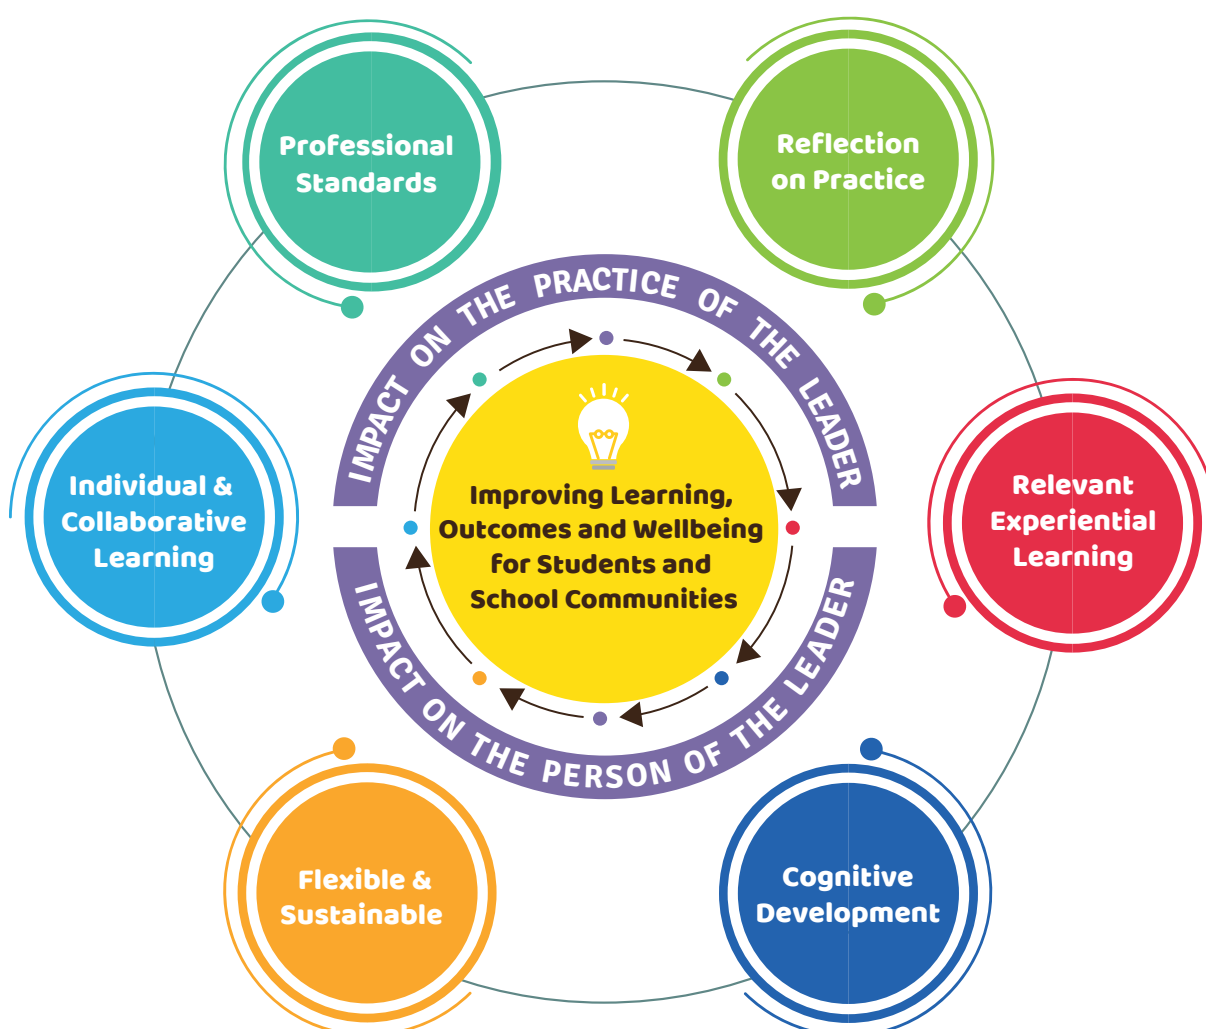 Professional
Standards
Reflection
on Practice
IMPACT ON THE PRACTICE OF THE LEADER
Individual &
Collaborative
Learning
Improving Learning,
Outcomes and Wellbeing
for Students and
School Communities
Relevant
Experiential
Learning
IMPACT ON THE PERSON OF THE LEADER
Flexible &
Sustainable
Cognitive
Development